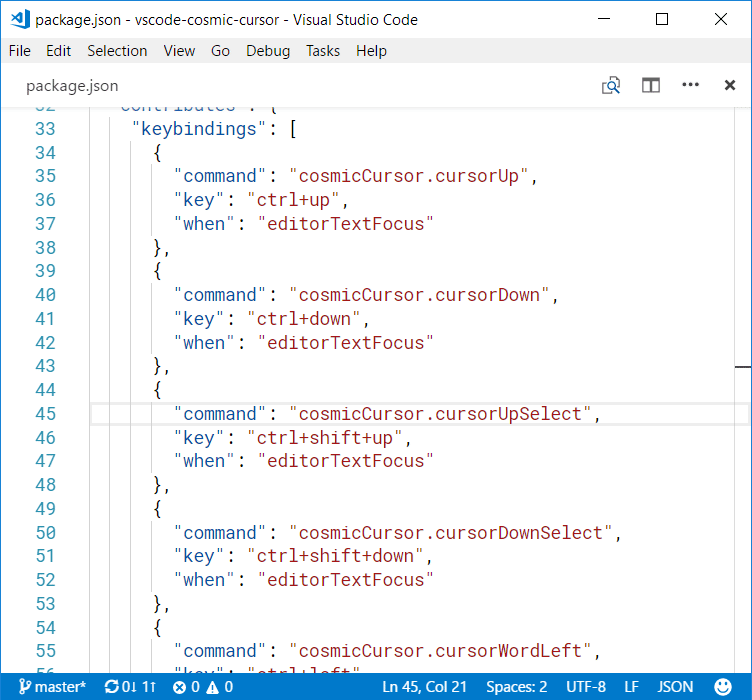 package.json - vscode-cosmic-cursor - Visual Studio Code
File Edit Selection View Go Debug Tasks Help
package.json
32 "contributes": {
33 "keybindings": [
34 {
35 "command": "cosmicCursor.cursorUp",
36 "key": "ctrl+up",
37 "when": "editorTextFocus"
38 },
39 {
40 "command": "cosmicCursor.cursorDown",
41 "key": "ctrl+down",
42 "when": "editorTextFocus"
43 },
44 {
45 "command": "cosmicCursor.cursorUpSelect",
46 "key": "ctrl+shift+up",
47 "when": "editorTextFocus"
48 },
49 {
50 "command": "cosmicCursor.cursorDownSelect",
51 "key": "ctrl+shift+down",
52 "when": "editorTextFocus"
53 },
54 {
55 "command": "cosmicCursor.cursorWordLeft",
56 "key": "ctrl+left"
master* 0↓ 1↑ 0 0 Ln 45, Col 21 Spaces: 2 UTF-8 LF JSON